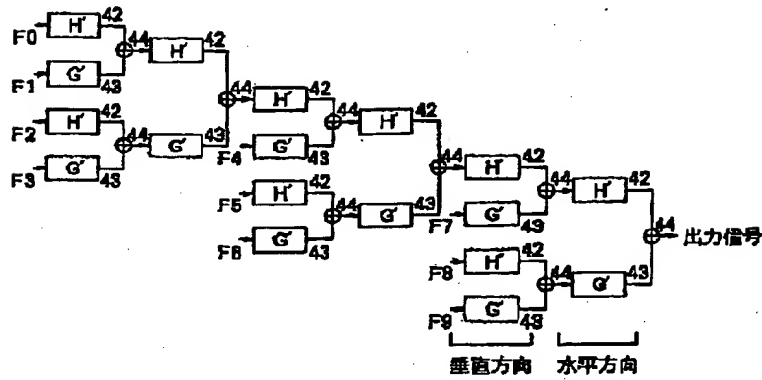 F0 H' 42
44 H' 42
F1 G' 43
F2 H' 42
44 G' 43
F3 G' 43
44 H' 42
44 H' 42
F4 G' 43
F5 H' 42
44 G' 43
F6 G' 43
44 H' 42
44 H' 42
F7 G' 43
44 出力信号
F8 H' 42
44 G' 43
F9 G' 43
垂直方向 水平方向